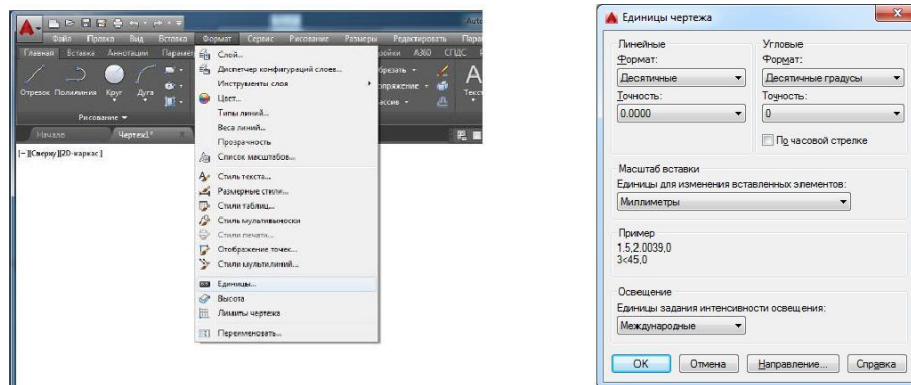 Файл Правка Вид Вставка Формат Сервис Рисование Размеры Редактировать
Главная Вставка Аннотации
Отрезок Полилиния Круг Дуга
Рисование
Начало Чертеж1*
[−][Сверху][2D-каркас]
Слой...
Диспетчер конфигураций слоев...
Инструменты слоя
Цвет...
Типы линий...
Веса линий...
Прозрачность
Список масштабов...
Стиль текста...
Размерные стили...
Стили таблиц...
Стиль мультивыноски
Стили печати...
Отображение точек...
Стили мультилиний...
Единицы...
Высота
Лимиты чертежа
Переименовать...
A360 СПДС
Единицы чертежа
Линейные
Формат:
Десятичные
Точность:
0.0000
Угловые
Формат:
Десятичные градусы
Точность:
0
По часовой стрелке
Масштаб вставки
Единицы для изменения вставленных элементов:
Миллиметры
Пример
1.5,2.0039,0
3<45,0
Освещение
Единицы задания интенсивности освещения:
Международные
OK Отмена Направление... Справка